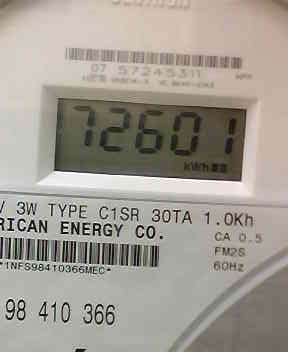 07 57245311
72601
kWh
V 3W TYPE C1SR 30TA 1.0Kh
RICAN ENERGY CO.
CA 0.5
FM2S
60Hz
*1NFS98410366MEC*
98 410 366